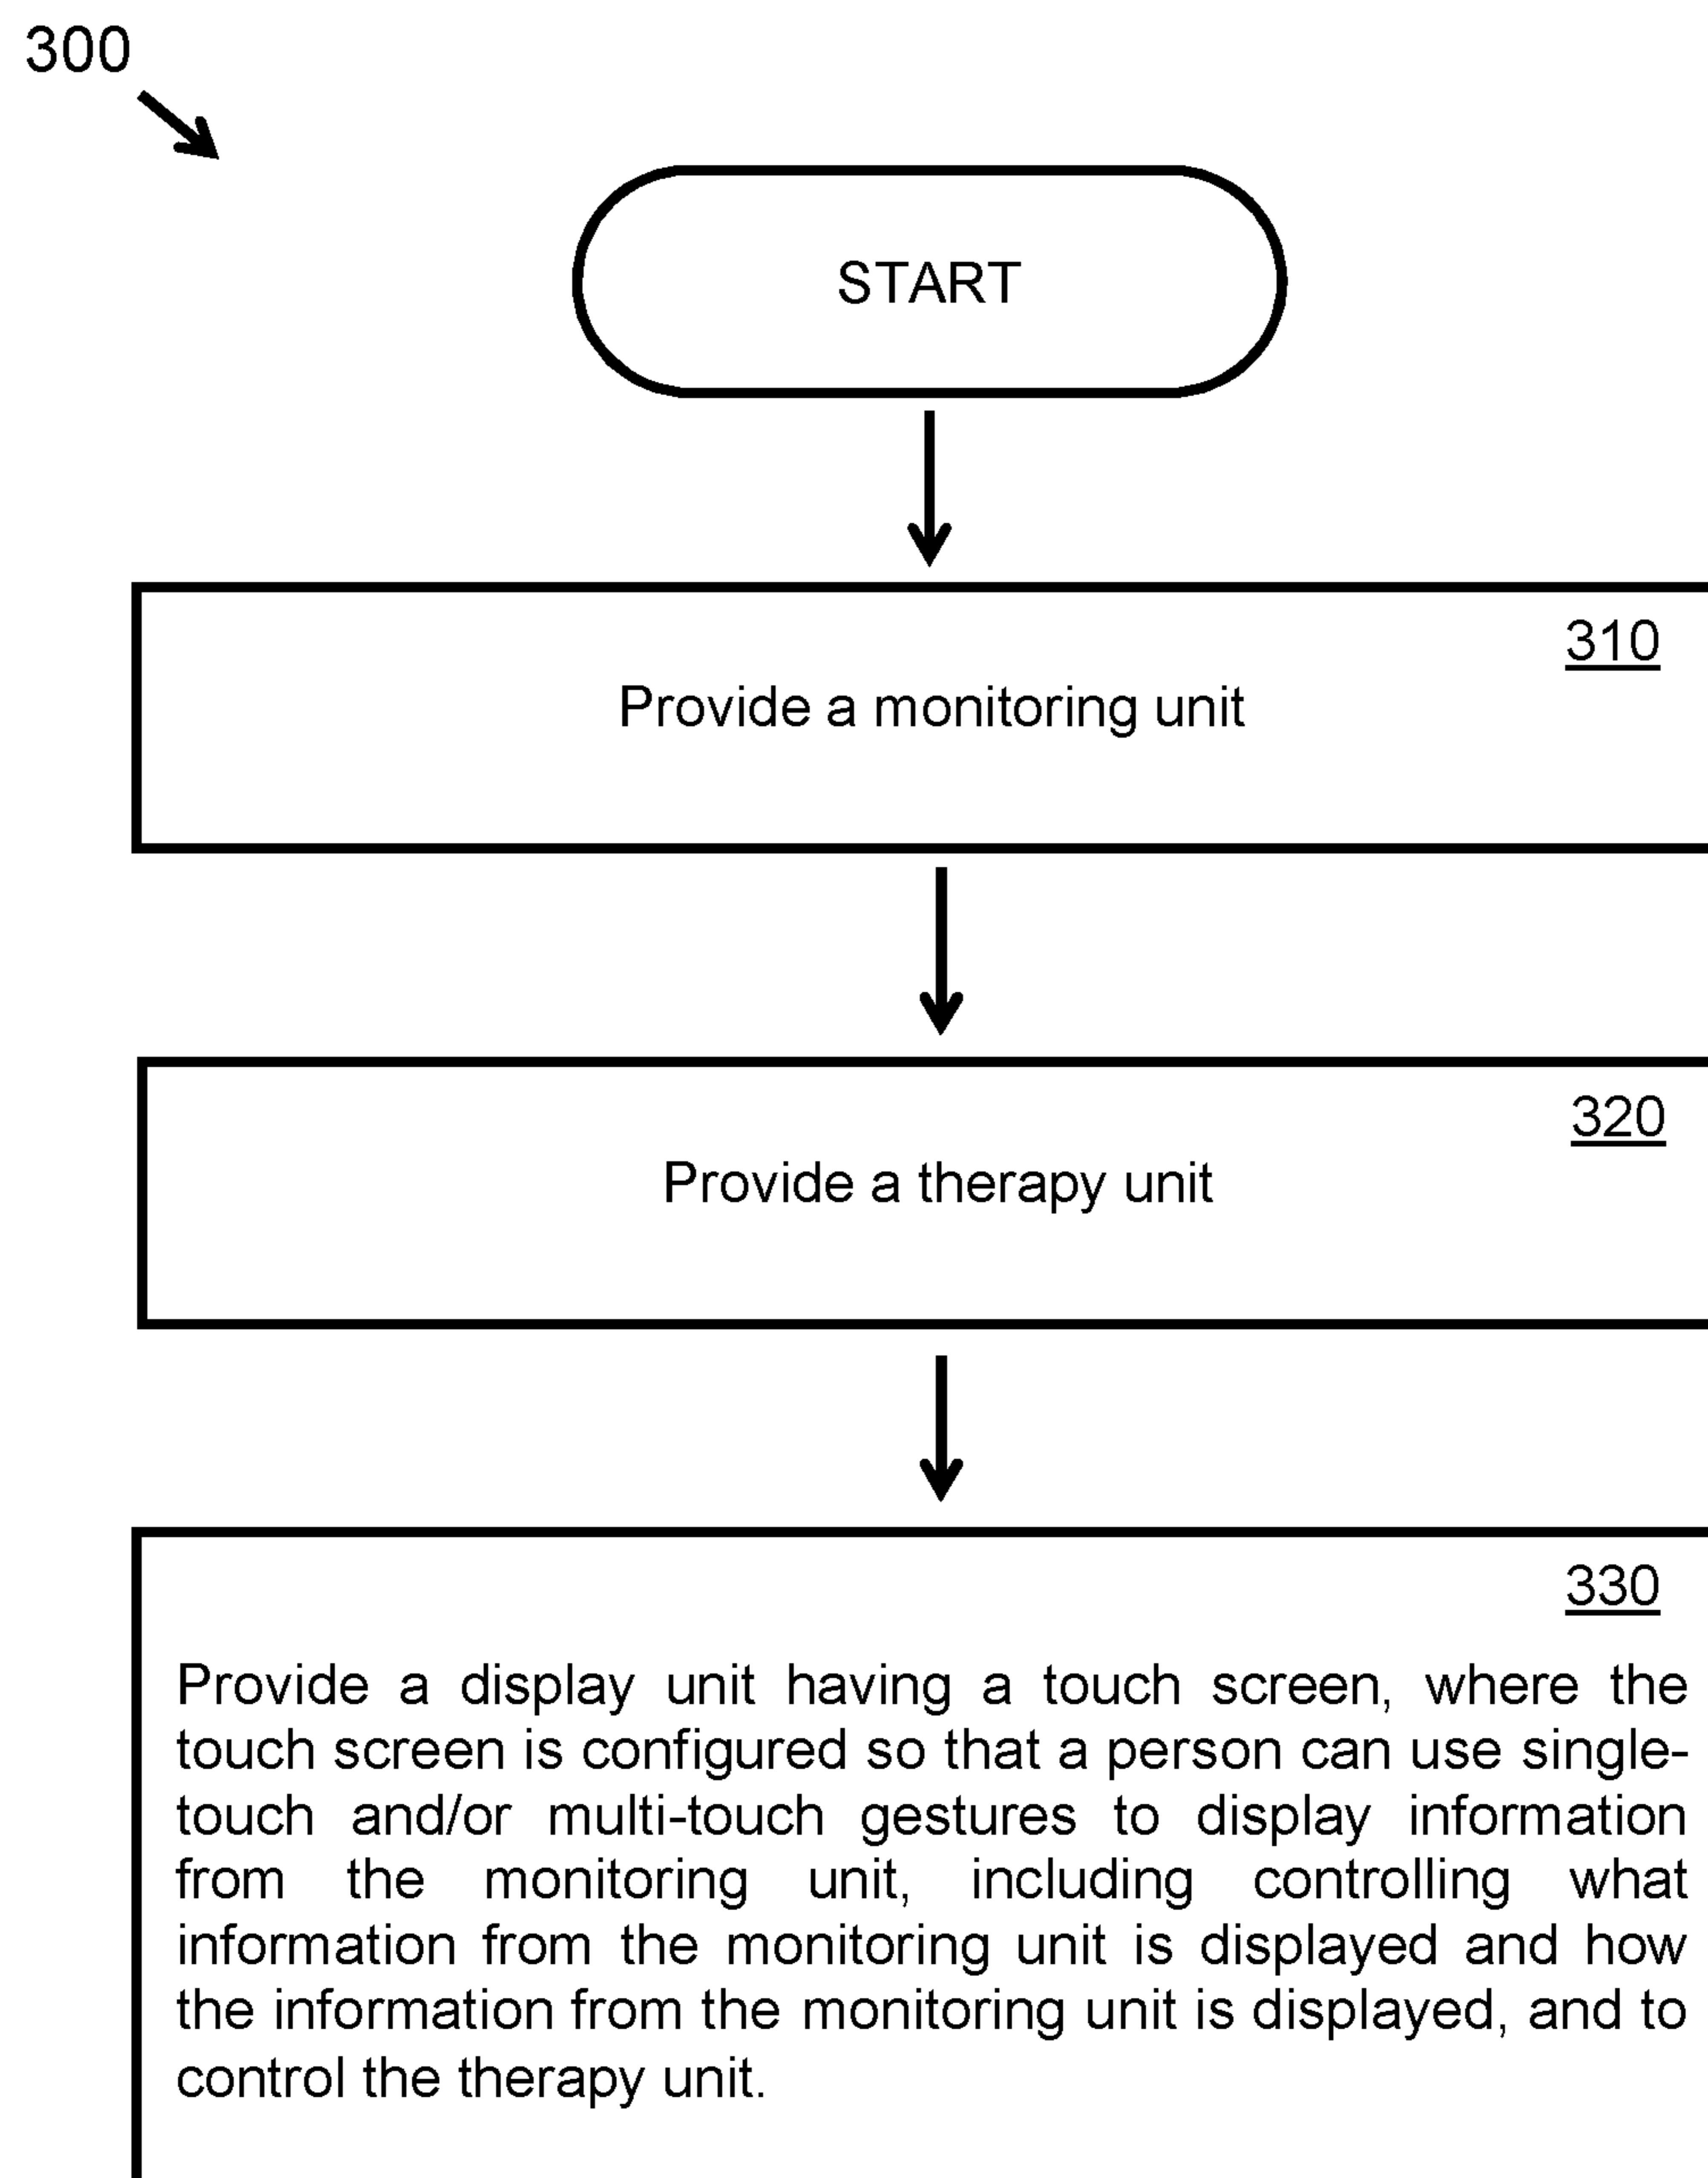 300
START
310
Provide a monitoring unit
320
Provide a therapy unit
330
Provide a display unit having a touch screen, where the
touch screen is configured so that a person can use single-
touch and/or multi-touch gestures to display information
from the monitoring unit, including controlling what
information from the monitoring unit is displayed and how
the information from the monitoring unit is displayed, and to
control the therapy unit.